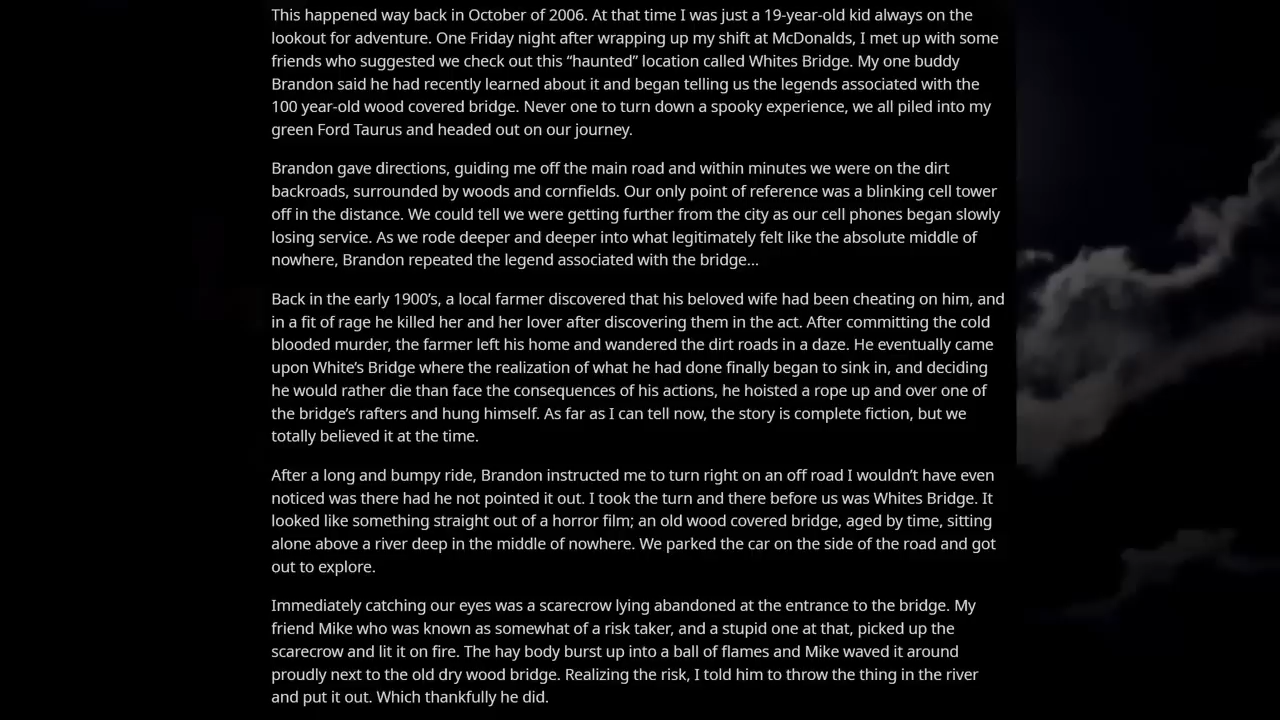 This happened way back in October of 2006. At that time I was just a 19-year-old kid always on the
lookout for adventure. One Friday night after wrapping up my shift at McDonalds, I met up with some
friends who suggested we check out this “haunted” location called Whites Bridge. My one buddy
Brandon said he had recently learned about it and began telling us the legends associated with the
100 year-old wood covered bridge. Never one to turn down a spooky experience, we all piled into my
green Ford Taurus and headed out on our journey.
Brandon gave directions, guiding me off the main road and within minutes we were on the dirt
backroads, surrounded by woods and cornfields. Our only point of reference was a blinking cell tower
off in the distance. We could tell we were getting further from the city as our cell phones began slowly
losing service. As we rode deeper and deeper into what legitimately felt like the absolute middle of
nowhere, Brandon repeated the legend associated with the bridge…
Back in the early 1900’s, a local farmer discovered that his beloved wife had been cheating on him, and
in a fit of rage he killed her and her lover after discovering them in the act. After committing the cold
blooded murder, the farmer left his home and wandered the dirt roads in a daze. He eventually came
upon White’s Bridge where the realization of what he had done finally began to sink in, and deciding
he would rather die than face the consequences of his actions, he hoisted a rope up and over one of
the bridge’s rafters and hung himself. As far as I can tell now, the story is complete fiction, but we
totally believed it at the time.
After a long and bumpy ride, Brandon instructed me to turn right on an off road I wouldn’t have even
noticed was there had he not pointed it out. I took the turn and there before us was Whites Bridge. It
looked like something straight out of a horror film; an old wood covered bridge, aged by time, sitting
alone above a river deep in the middle of nowhere. We parked the car on the side of the road and got
out to explore.
Immediately catching our eyes was a scarecrow lying abandoned at the entrance to the bridge. My
friend Mike who was known as somewhat of a risk taker, and a stupid one at that, picked up the
scarecrow and lit it on fire. The hay body burst up into a ball of flames and Mike waved it around
proudly next to the old dry wood bridge. Realizing the risk, I told him to throw the thing in the river
and put it out. Which thankfully he did.